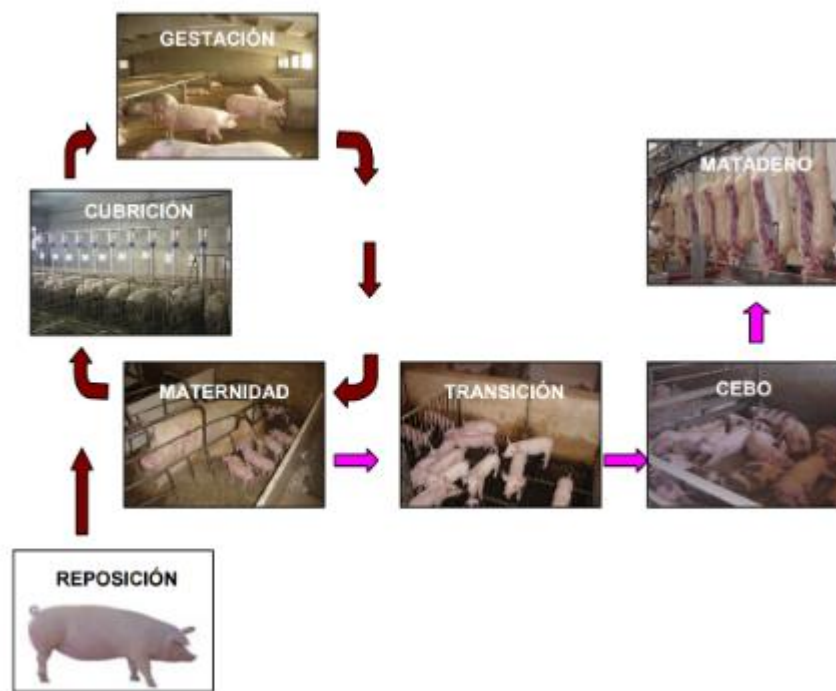 GESTACIÓN
MATADERO
CUBRICIÓN
MATERNIDAD
TRANSICIÓN
CEBO
REPOSICIÓN